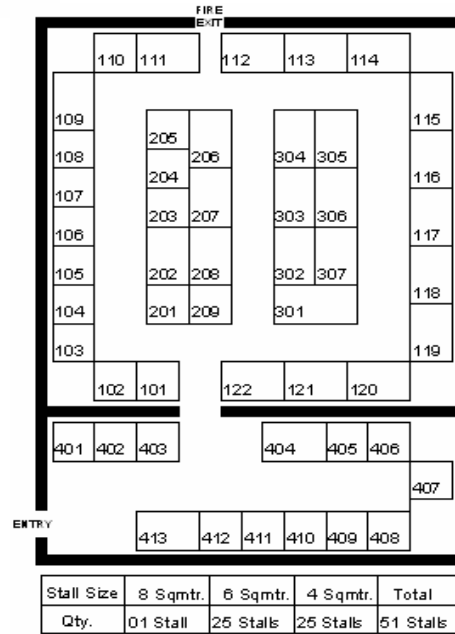 FIRE
EXIT
110 111 112 113 114
109 115
205
108 206 304 305
204 116
107
203 207 303 306
106 117
105 202 208 302 307
104 201 209 301 118
103 119
102 101 122 121 120
401 402 403 404 405 406
407
ENTRY
413 412 411 410 409 408
Stall Size 8 Sqmtr. 6 Sqmtr. 4 Sqmtr. Total
Qty. 01 Stall 25 Stalls 25 Stalls 51 Stalls